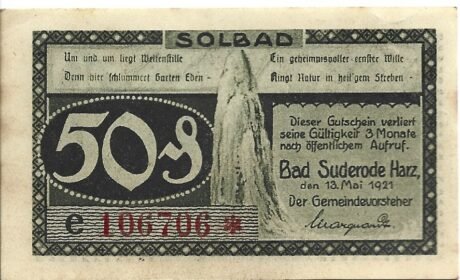 SOLBAD
Um und um liegt Weltenstille
Denn hier schlummert Garten Eden -
Ein geheimnisvoller ernster Wille
Ringt Natur in heil'gem Streben -
50 ₰
Dieser Gutschein verliert
seine Gültigkeit 3 Monate
nach öffentlichem Aufruf.
Bad Suderode Harz,
den 13. Mai 1921
Der Gemeindevorsteher
e 106706 *